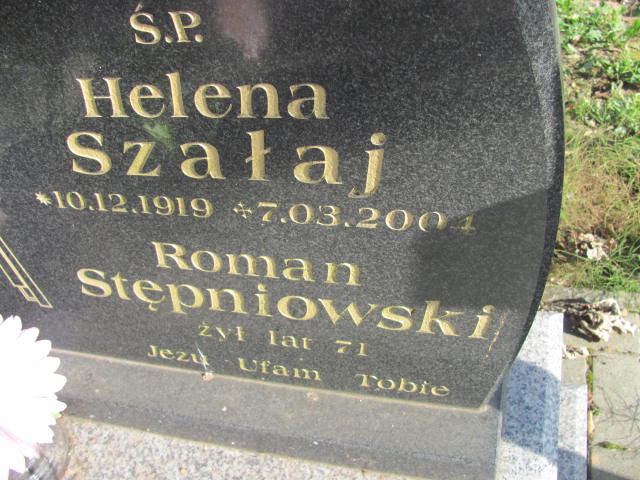 Ś.P.
Helena
Szałaj
*10.12.1919 ÷7.03.2004
Roman
Stępniowski
żył lat 71
Jezu Ufam Tobie